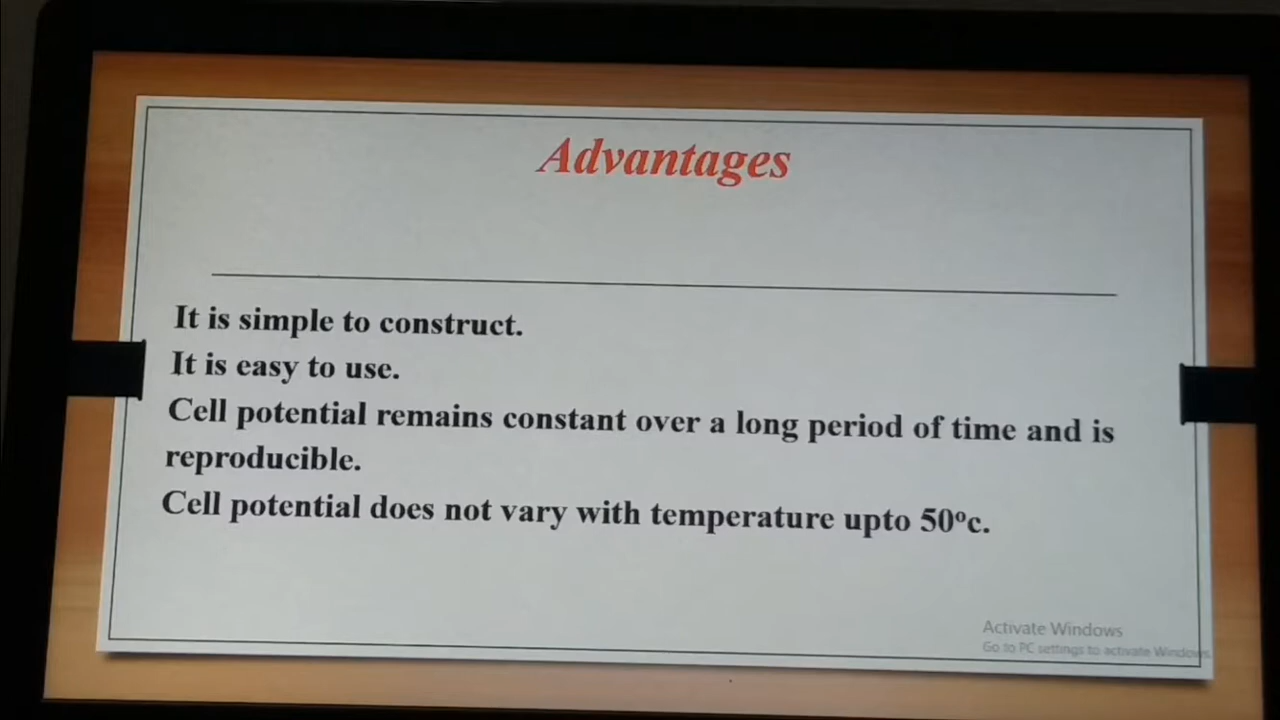 Advantages
It is simple to construct.
It is easy to use.
Cell potential remains constant over a long period of time and is
reproducible.
Cell potential does not vary with temperature upto 50ºc.
Activate Windows
Go to PC settings to activate Windows.